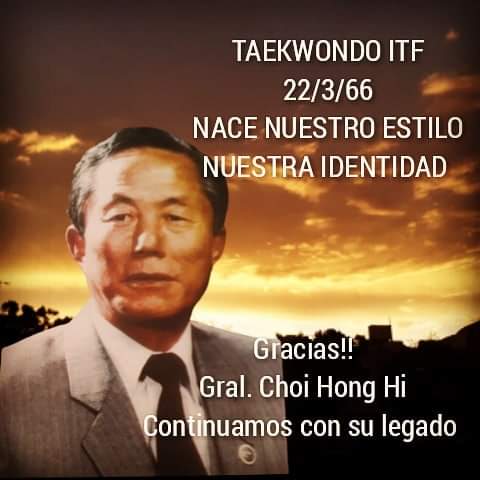 TAEKWONDO ITF
22/3/66
NACE NUESTRO ESTILO
NUESTRA IDENTIDAD
Gracias!!
Gral. Choi Hong Hi
Continuamos con su legado